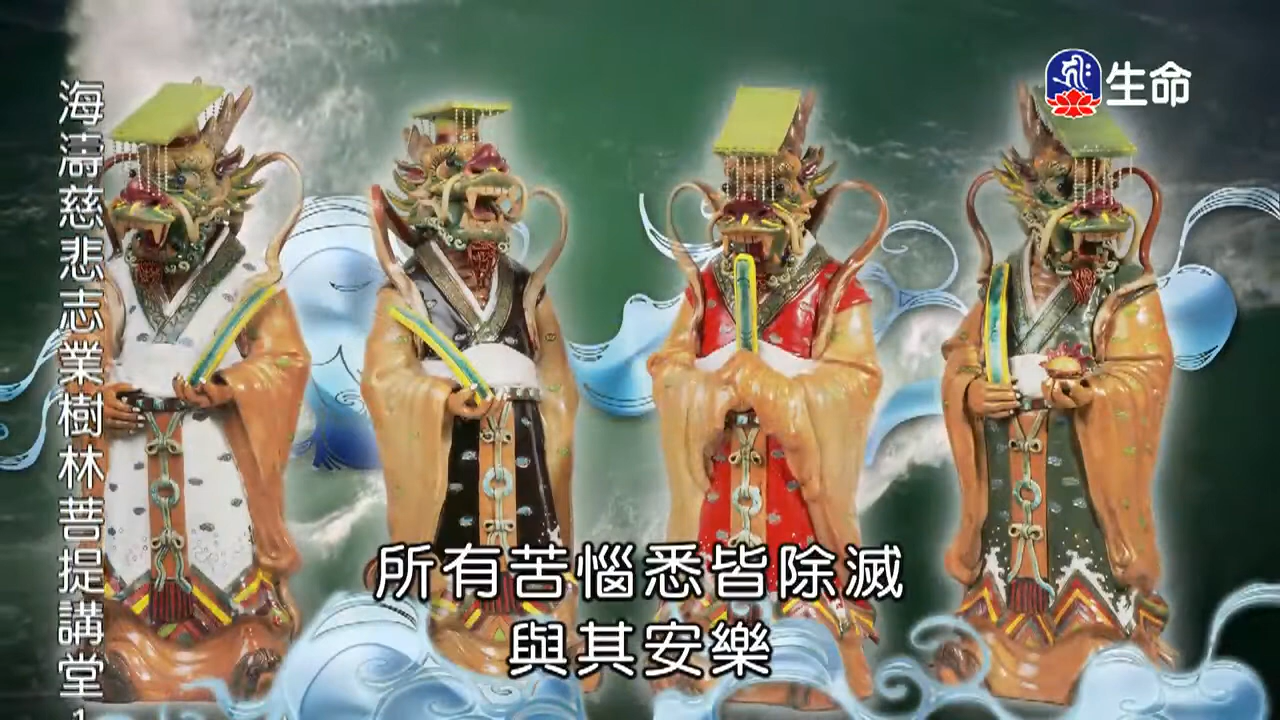 生命
海濤慈悲志業樹林菩提講堂
所有苦惱悉皆除滅
與其安樂